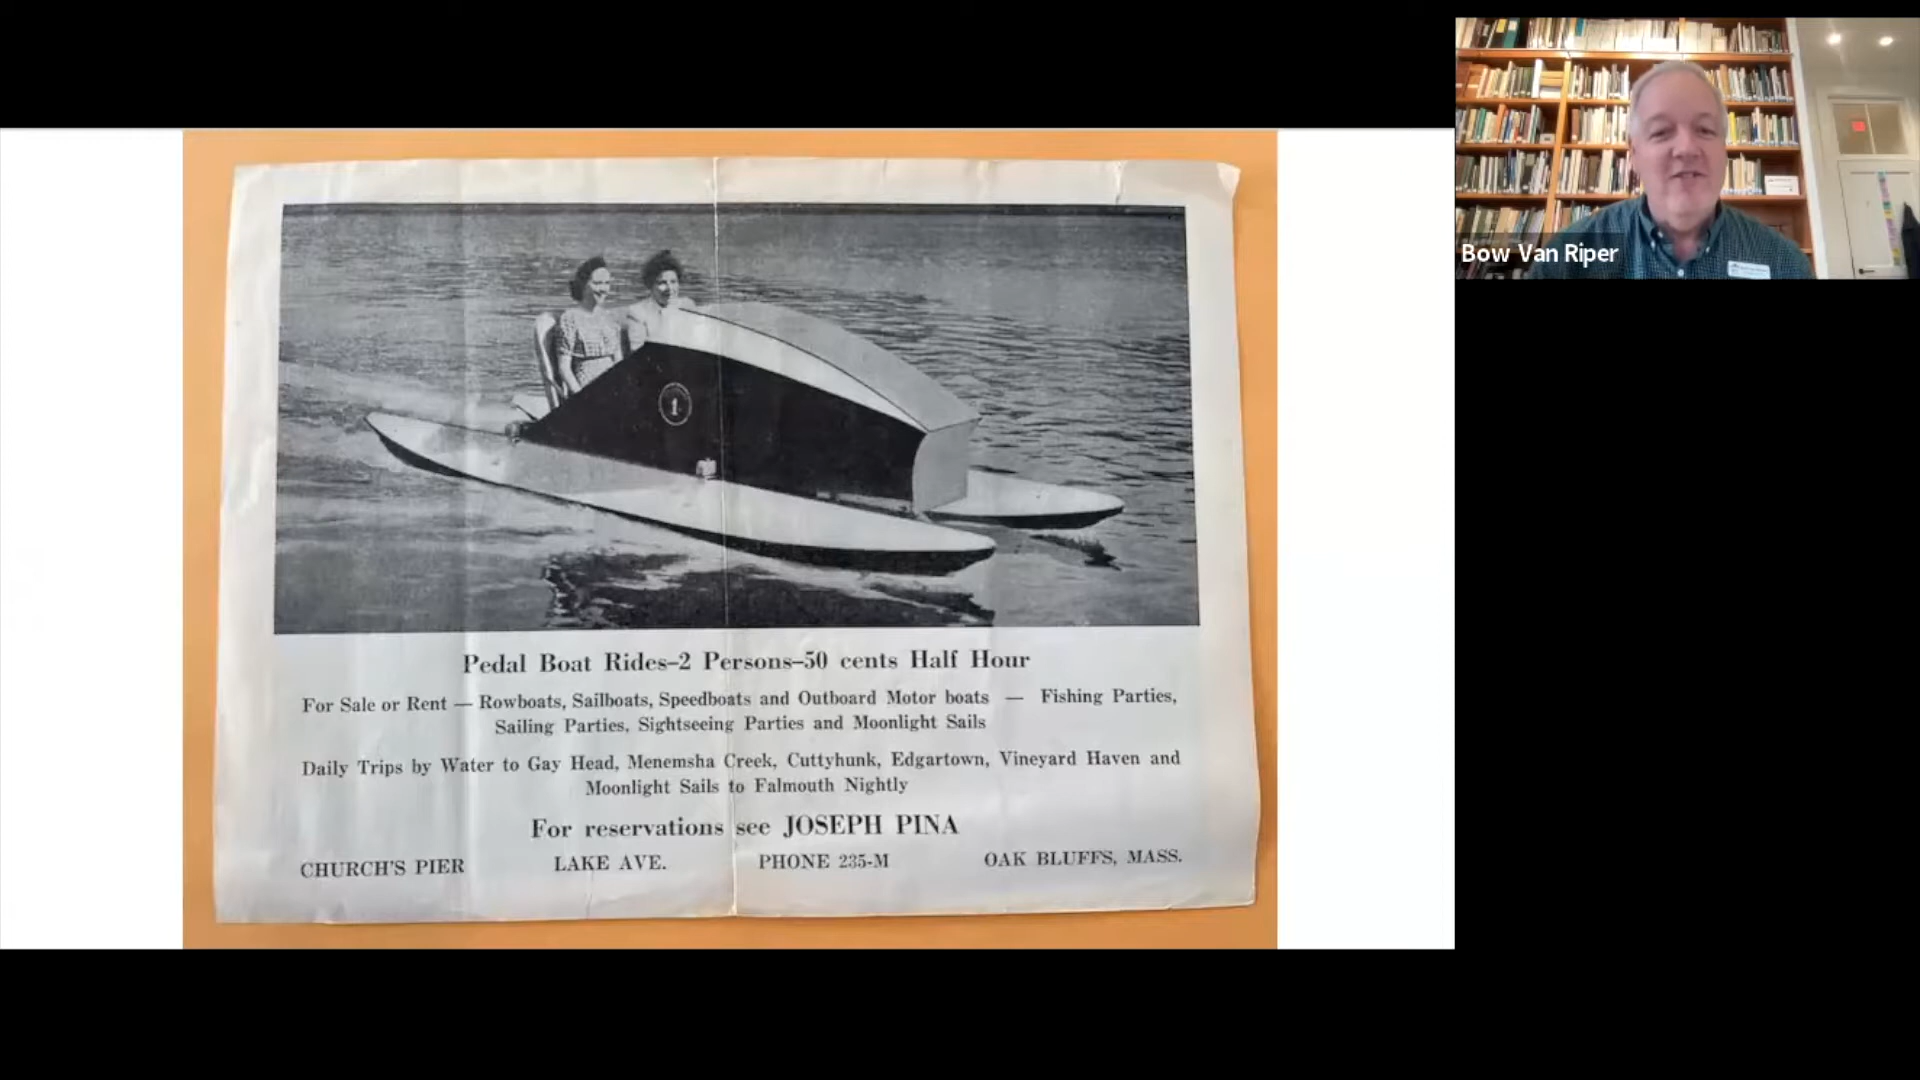 Bow Van Riper
1
Pedal Boat Rides–2 Persons–50 cents Half Hour
For Sale or Rent — Rowboats, Sailboats, Speedboats and Outboard Motor boats — Fishing Parties,
Sailing Parties, Sightseeing Parties and Moonlight Sails
Daily Trips by Water to Gay Head, Menemsha Creek, Cuttyhunk, Edgartown, Vineyard Haven and
Moonlight Sails to Falmouth Nightly
For reservations see JOSEPH PINA
CHURCH'S PIER LAKE AVE. PHONE 235-M OAK BLUFFS, MASS.